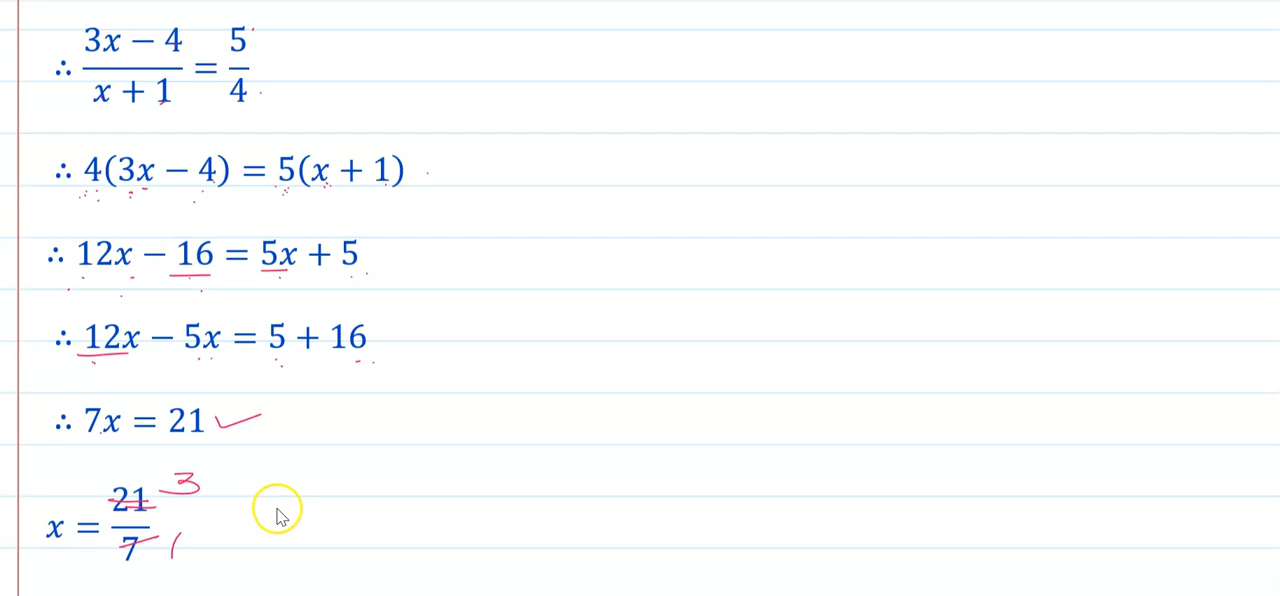 ∴ (3x − 4)/(x + 1) = 5/4
∴ 4(3x − 4) = 5(x + 1)
∴ 12x − 16 = 5x + 5
∴ 12x − 5x = 5 + 16
∴ 7x = 21 ✓
x = 21/7 3 1